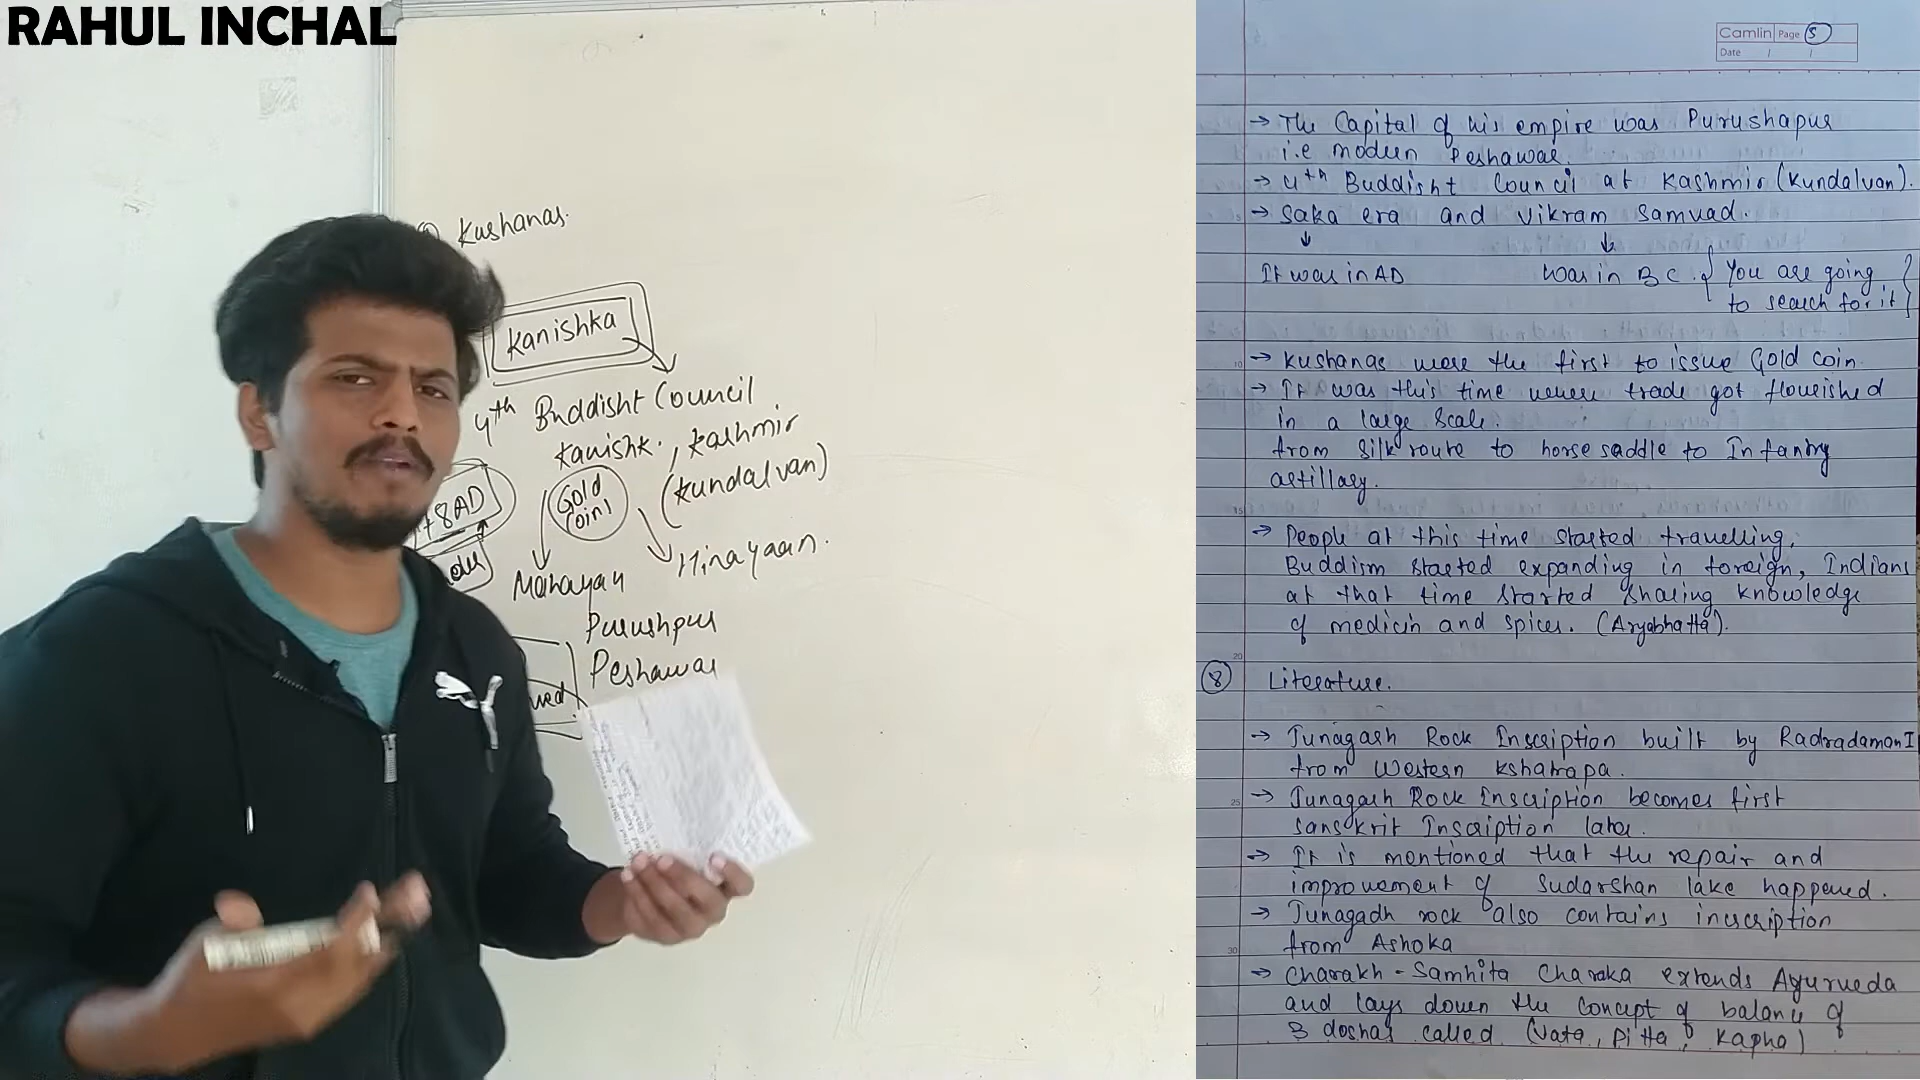 RAHUL INCHAL
Kushanas.
Kanishka
4th Buddisht Council
Kanishk. , Kashmir
(Kundalvan)
78AD
Gold
Coin
Mahayan
Hinayaan.
Purushpur
Peshawar
Camlin Page 5
Date / /
→ The Capital of his empire was Purushapur
i.e modern Peshawar.
→ 4th Buddisht Council at Kashmir (Kundalvan).
→ Saka era and Vikram Samvad.
↓ ↓
It was in AD was in BC. { You are going
to search for it }
→ Kushanas were the first to issue Gold coin
→ It was this time where trade got flourished
in a large scale.
from Silk route to horse saddle to Infantry
artillary.
→ People at this time started travelling,
Buddism started expanding in foreign, Indians
at that time started sharing knowledge
of medicin and spices. (Aryabhatta).
8 Literature.
→ Junagarh Rock Inscription built by Radradaman I
from Western Kshatrapa.
→ Junagarh Rock Inscription becomes first
Sanskrit Inscription later.
→ It is mentioned that the repair and
improvement of Sudarshan lake happened.
→ Junagadh rock also contains inscription
from Ashoka
→ Charakh-Samhita Charaka extends Ayurveda
and lays down the concept of balance of
3 doshas called (Vata, Pitta, Kapha)